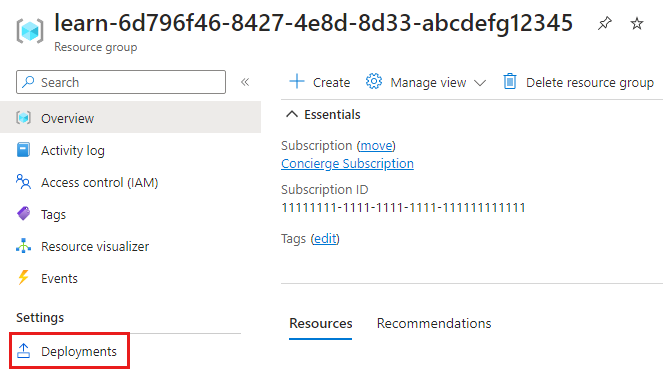 learn-6d796f46-8427-4e8d-8d33-abcdefg12345
Resource group
Search
Overview
Activity log
Access control (IAM)
Tags
Resource visualizer
Events
Settings
Deployments
Create Manage view Delete resource group
Essentials
Subscription (move)
Concierge Subscription
Subscription ID
11111111-1111-1111-1111-111111111111
Tags (edit)
Resources Recommendations